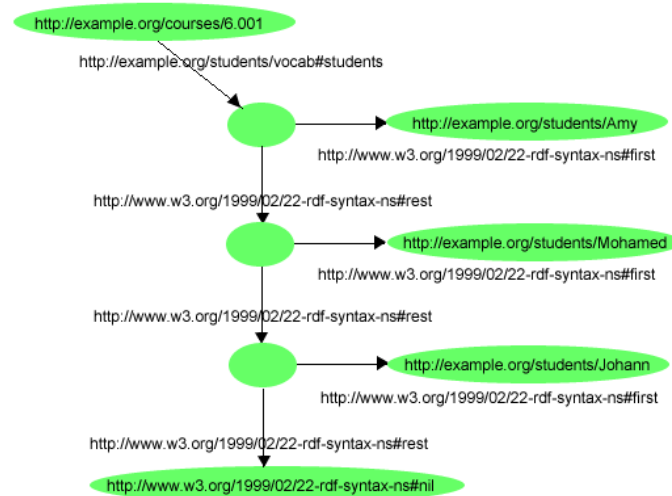 http://example.org/courses/6.001
http://example.org/students/vocab#students
http://example.org/students/Amy
http://www.w3.org/1999/02/22-rdf-syntax-ns#first
http://www.w3.org/1999/02/22-rdf-syntax-ns#rest
http://example.org/students/Mohamed
http://www.w3.org/1999/02/22-rdf-syntax-ns#first
http://www.w3.org/1999/02/22-rdf-syntax-ns#rest
http://example.org/students/Johann
http://www.w3.org/1999/02/22-rdf-syntax-ns#first
http://www.w3.org/1999/02/22-rdf-syntax-ns#rest
http://www.w3.org/1999/02/22-rdf-syntax-ns#nil